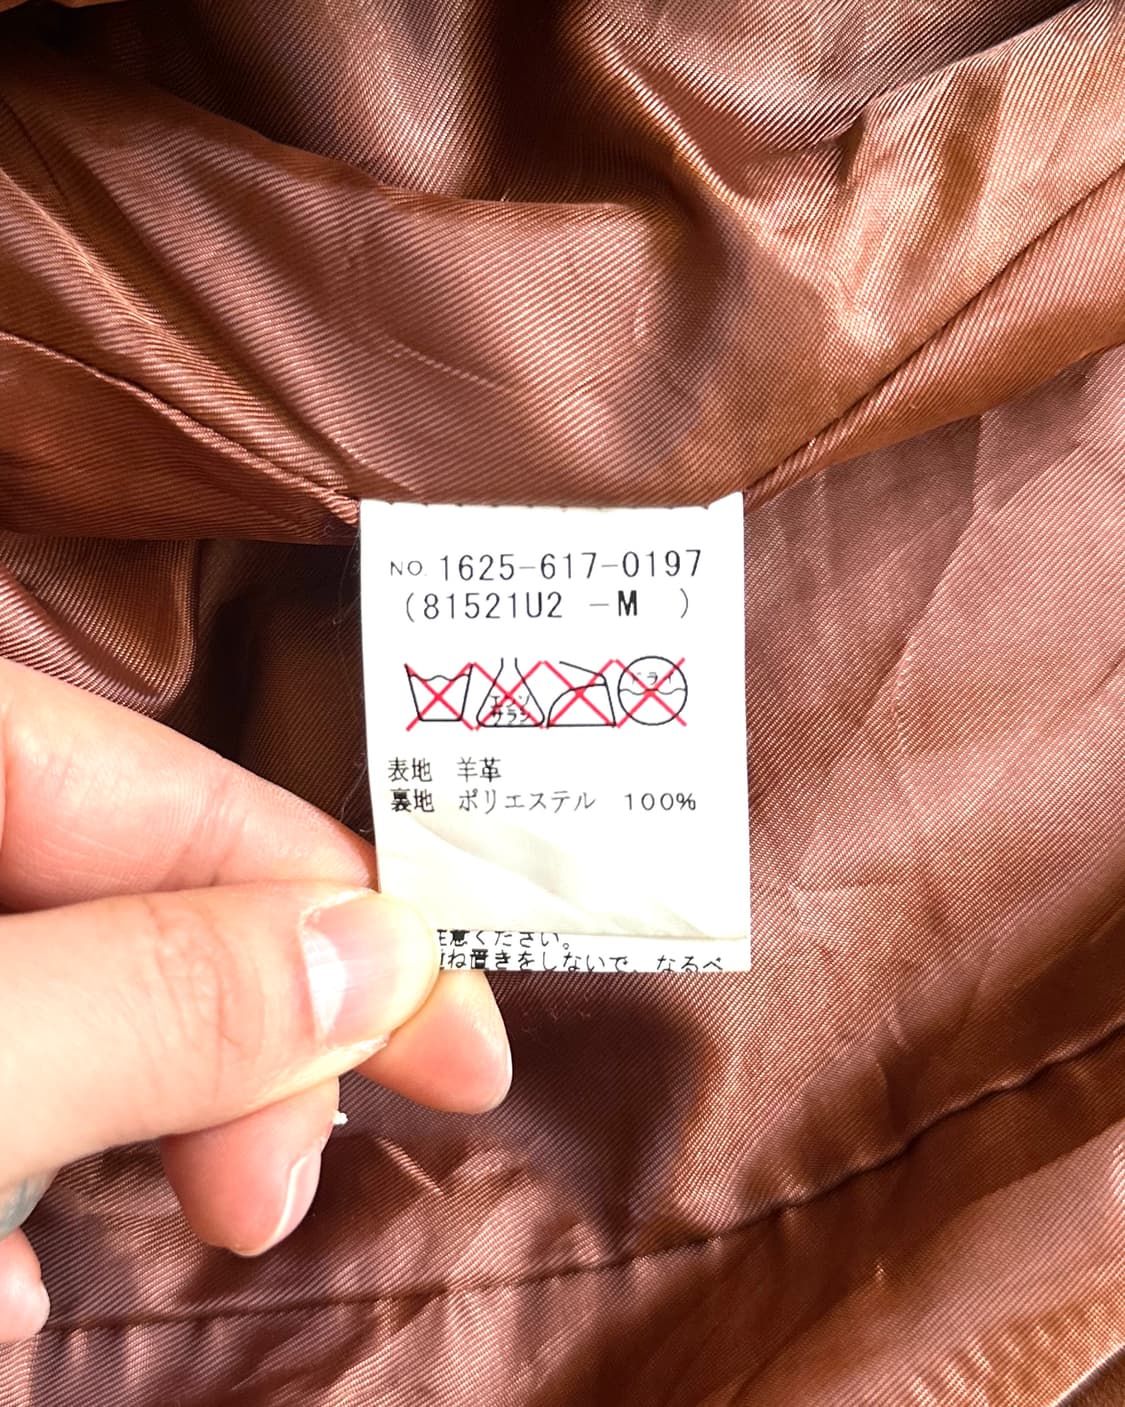 NO. 1625-617-0197
(81521U2 -M )
エンソ
サラシ
ドライ
表地 羊革
裏地 ポリエステル 100%
意ください。
ね置きをしないで、なるべ